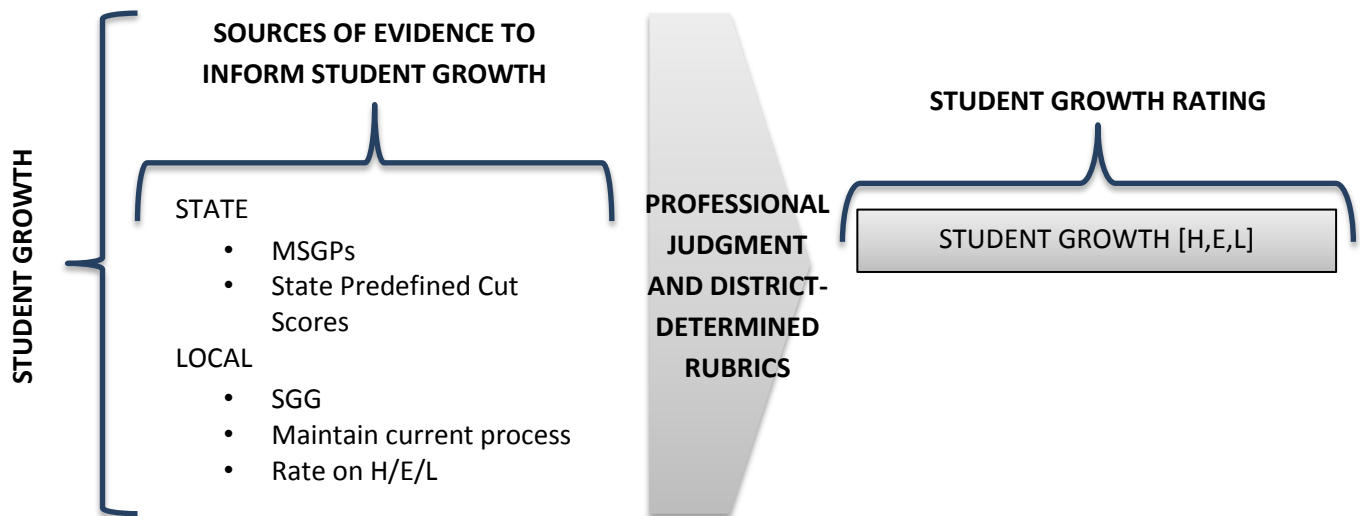 STUDENT GROWTH
SOURCES OF EVIDENCE TO
INFORM STUDENT GROWTH
STATE
• MSGPs
• State Predefined Cut
Scores
LOCAL
• SGG
• Maintain current process
• Rate on H/E/L
PROFESSIONAL
JUDGMENT
AND DISTRICT-
DETERMINED
RUBRICS
STUDENT GROWTH RATING
STUDENT GROWTH [H,E,L]